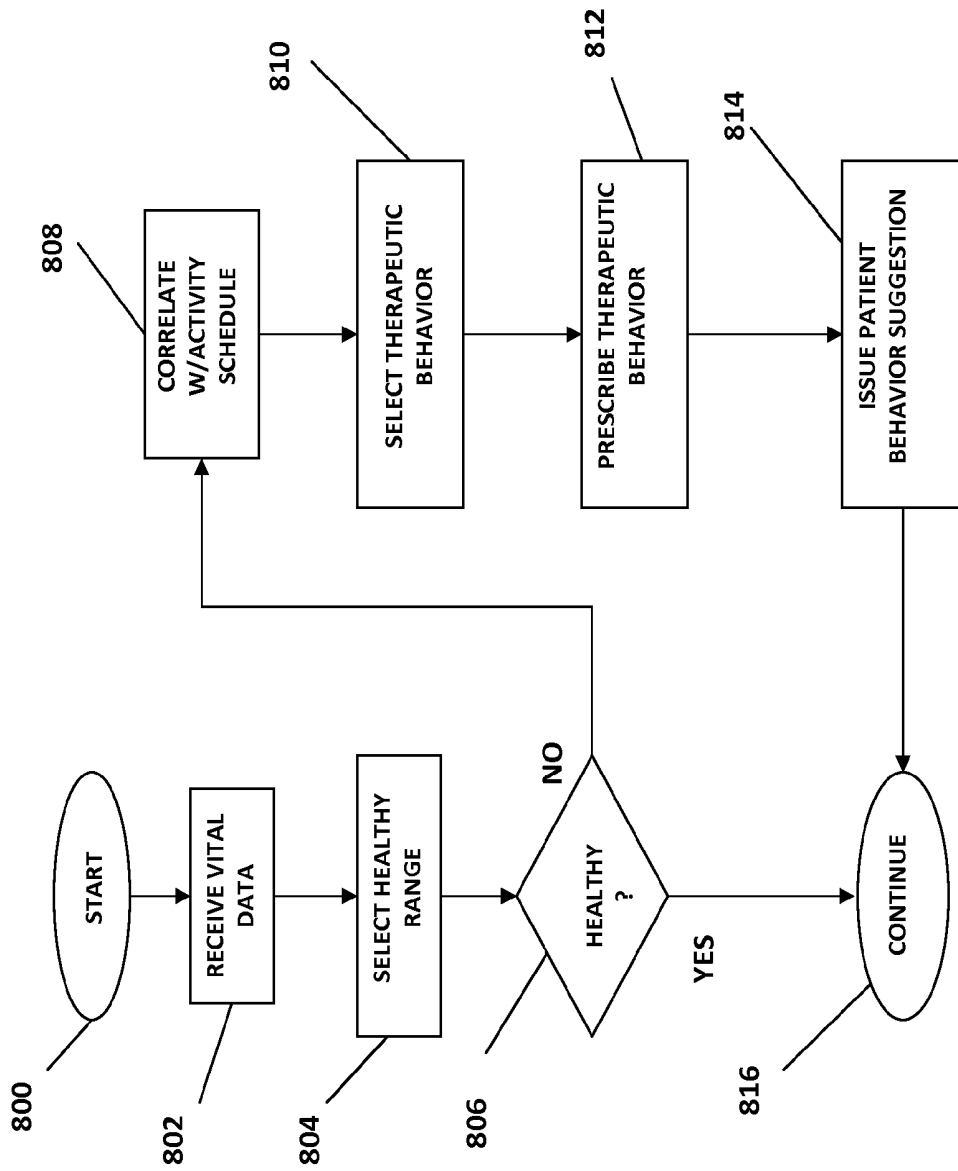 800
START
802
RECEIVE VITAL
DATA
804
SELECT HEALTHY
RANGE
806
HEALTHY
?
NO
YES
808
CORRELATE
W/ACTIVITY
SCHEDULE
810
SELECT THERAPEUTIC
BEHAVIOR
812
PRESCRIBE THERAPEUTIC
BEHAVIOR
814
ISSUE PATIENT
BEHAVIOR SUGGESTION
816
CONTINUE